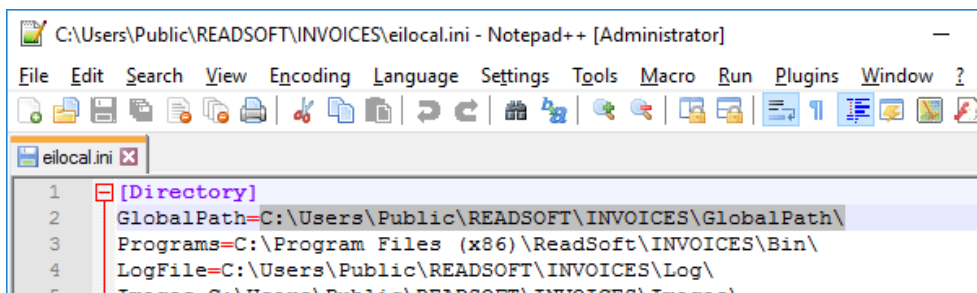 C:\Users\Public\READSOFT\INVOICES\eilocal.ini - Notepad++ [Administrator]
File Edit Search View Encoding Language Settings Tools Macro Run Plugins Window ?
eilocal.ini
1 [Directory]
2 GlobalPath=C:\Users\Public\READSOFT\INVOICES\GlobalPath\
3 Programs=C:\Program Files (x86)\ReadSoft\INVOICES\Bin\
4 LogFile=C:\Users\Public\READSOFT\INVOICES\Log\